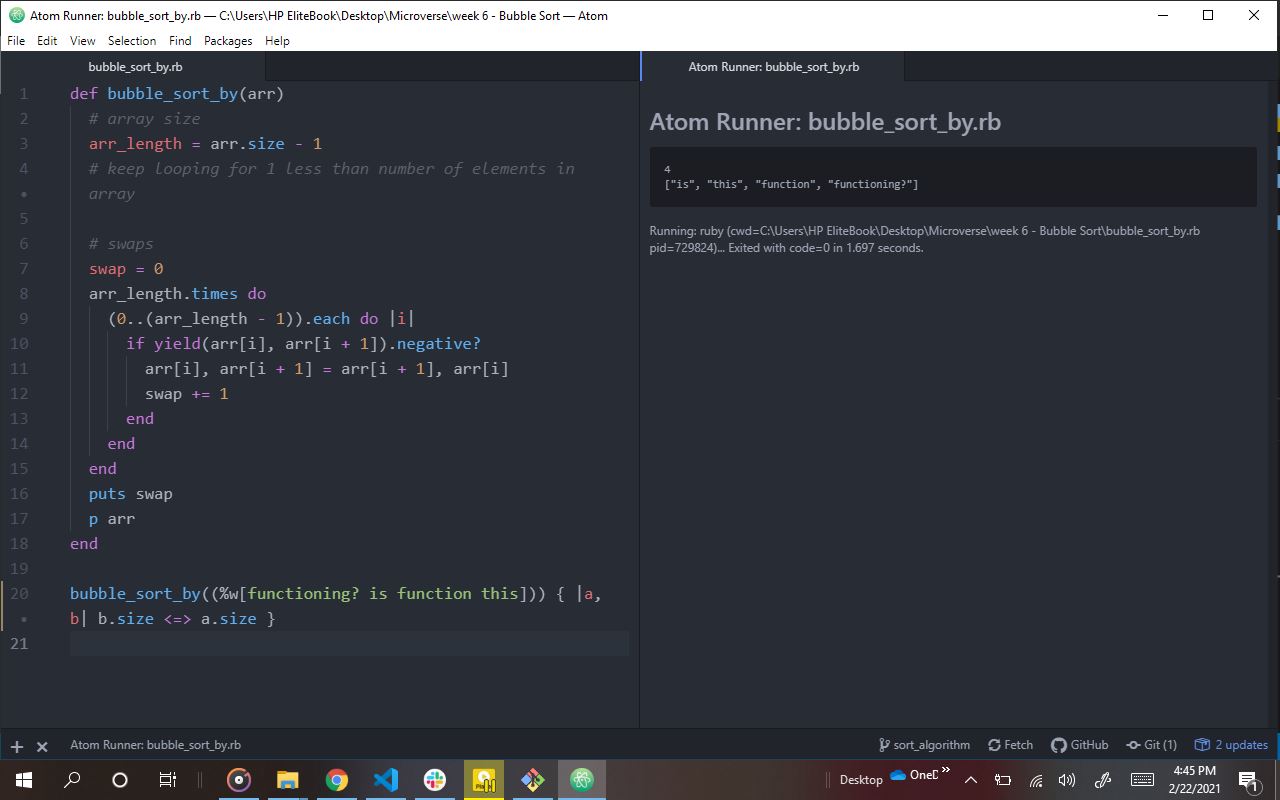 Atom Runner: bubble_sort_by.rb — C:\Users\HP EliteBook\Desktop\Microverse\week 6 - Bubble Sort — Atom
File Edit View Selection Find Packages Help
bubble_sort_by.rb
1 def bubble_sort_by(arr)
2 # array size
3 arr_length = arr.size - 1
4 # keep looping for 1 less than number of elements in
• array
5
6 # swaps
7 swap = 0
8 arr_length.times do
9 (0..(arr_length - 1)).each do |i|
10 if yield(arr[i], arr[i + 1]).negative?
11 arr[i], arr[i + 1] = arr[i + 1], arr[i]
12 swap += 1
13 end
14 end
15 end
16 puts swap
17 p arr
18 end
19
20 bubble_sort_by((%w[functioning? is function this])) { |a,
• b| b.size <=> a.size }
21
Atom Runner: bubble_sort_by.rb
Atom Runner: bubble_sort_by.rb
4
["is", "this", "function", "functioning?"]
Running: ruby (cwd=C:\Users\HP EliteBook\Desktop\Microverse\week 6 - Bubble Sort\bubble_sort_by.rb
pid=729824)... Exited with code=0 in 1.697 seconds.
Atom Runner: bubble_sort_by.rb
sort_algorithm Fetch GitHub Git (1) 2 updates
Desktop OneD »
4:45 PM
2/22/2021
1